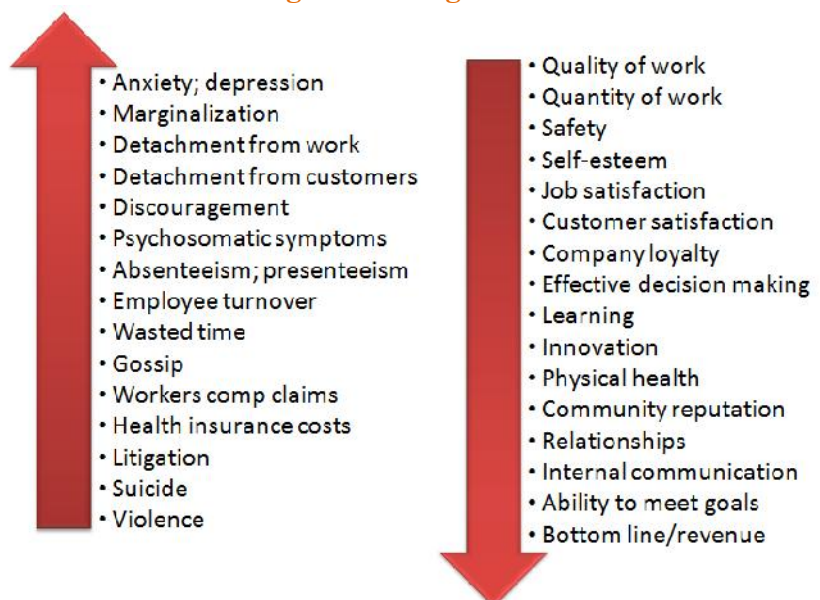 • Anxiety; depression
• Marginalization
• Detachment from work
• Detachment from customers
• Discouragement
• Psychosomatic symptoms
• Absenteeism; presenteeism
• Employee turnover
• Wasted time
• Gossip
• Workers comp claims
• Health insurance costs
• Litigation
• Suicide
• Violence
• Quality of work
• Quantity of work
• Safety
• Self-esteem
• Job satisfaction
• Customer satisfaction
• Company loyalty
• Effective decision making
• Learning
• Innovation
• Physical health
• Community reputation
• Relationships
• Internal communication
• Ability to meet goals
• Bottom line/revenue